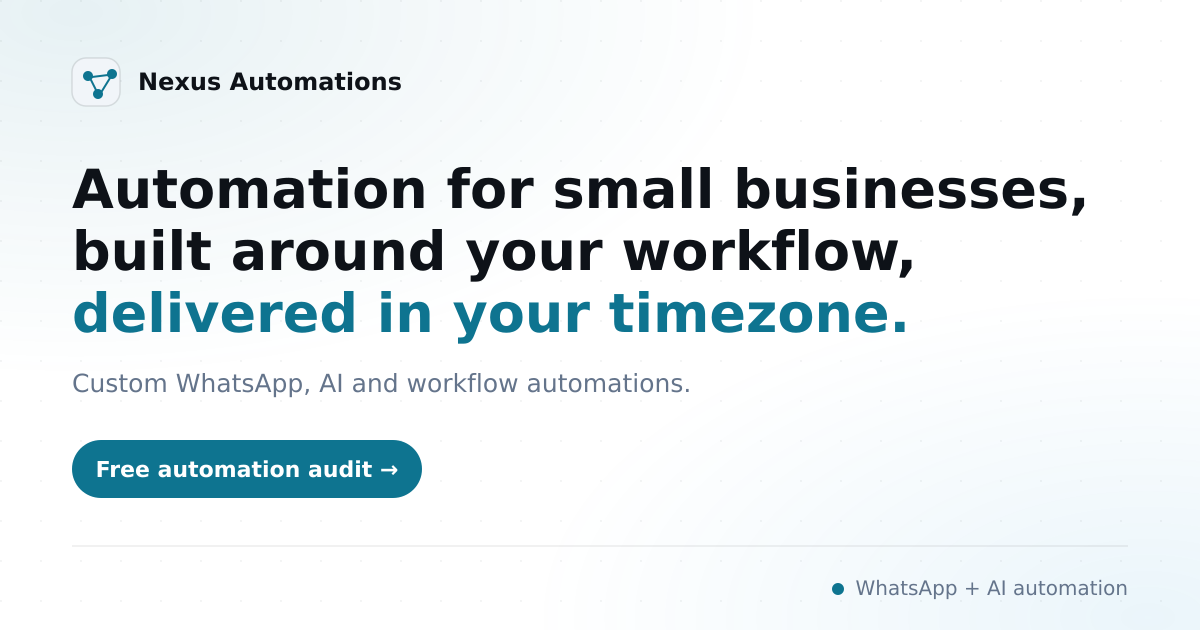 Nexus Automations
Automation for small businesses,
built around your workflow,
delivered in your timezone.
Custom WhatsApp, AI and workflow automations.
Free automation audit →
WhatsApp + AI automation